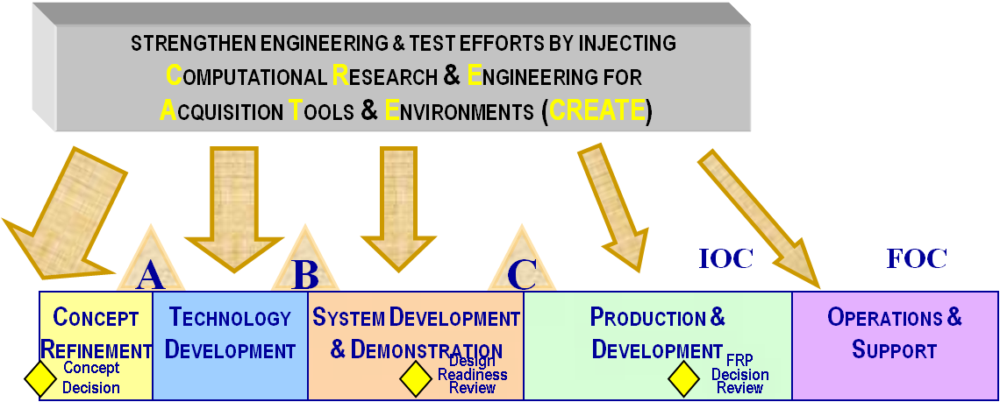 STRENGTHEN ENGINEERING & TEST EFFORTS BY INJECTING
COMPUTATIONAL RESEARCH & ENGINEERING FOR
ACQUISITION TOOLS & ENVIRONMENTS (CREATE)
A
B
C
IOC
FOC
CONCEPT
REFINEMENT
Concept
Decision
TECHNOLOGY
DEVELOPMENT
SYSTEM DEVELOPMENT
& DEMONSTRATION
Design
Readiness
Review
PRODUCTION &
DEVELOPMENT
FRP
Decision
Review
OPERATIONS &
SUPPORT